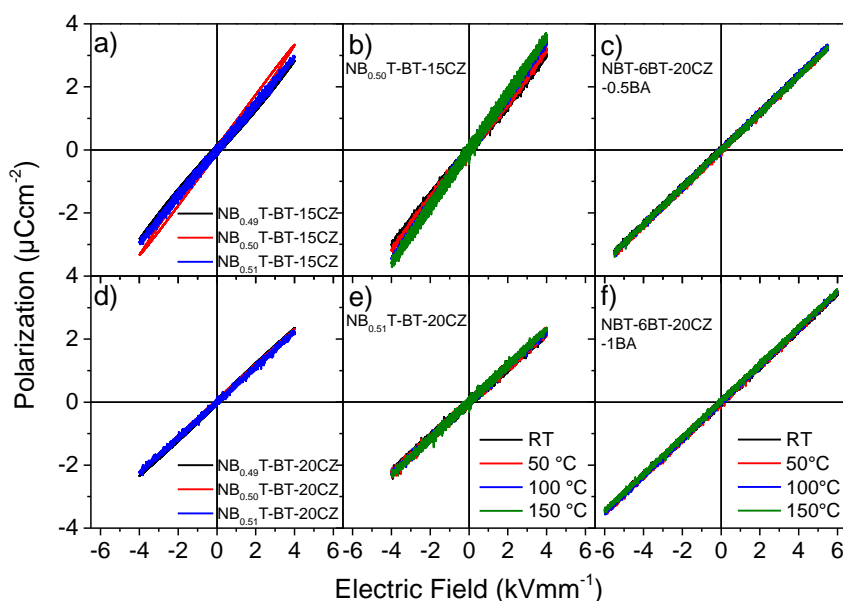 Polarization (µCcm⁻²)
4
2
0
-2
4
2
0
-2
-4
a)
NB₀.₄₉T-BT-15CZ
NB₀.₅₀T-BT-15CZ
NB₀.₅₁T-BT-15CZ
b)
NB₀.₅₀T-BT-15CZ
c)
NBT-6BT-20CZ
-0.5BA
d)
NB₀.₄₉T-BT-20CZ
NB₀.₅₀T-BT-20CZ
NB₀.₅₁T-BT-20CZ
e)
NB₀.₅₁T-BT-20CZ
RT
50 °C
100 °C
150 °C
f)
NBT-6BT-20CZ
-1BA
RT
50°C
100°C
150°C
-6 -4 -2 0 2 4 6 -4 -2 0 2 4 6 -4 -2 0 2 4 6
Electric Field (kVmm⁻¹)